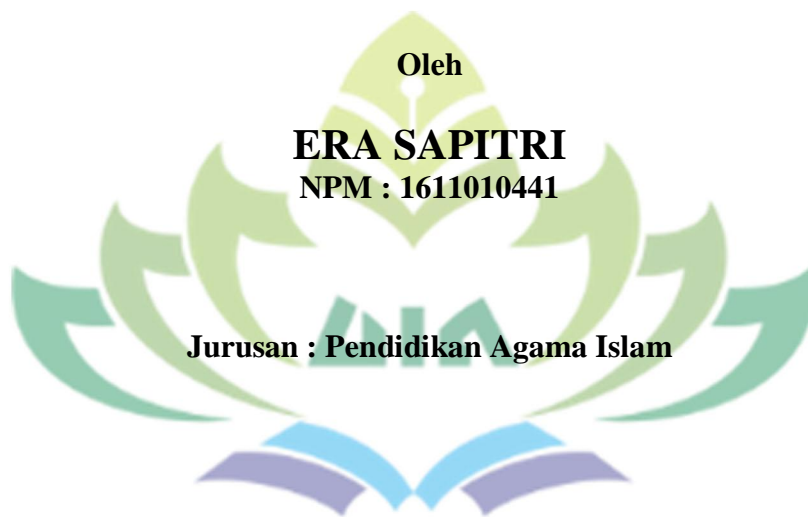 Oleh
ERA SAPITRI
NPM : 1611010441
Jurusan : Pendidikan Agama Islam